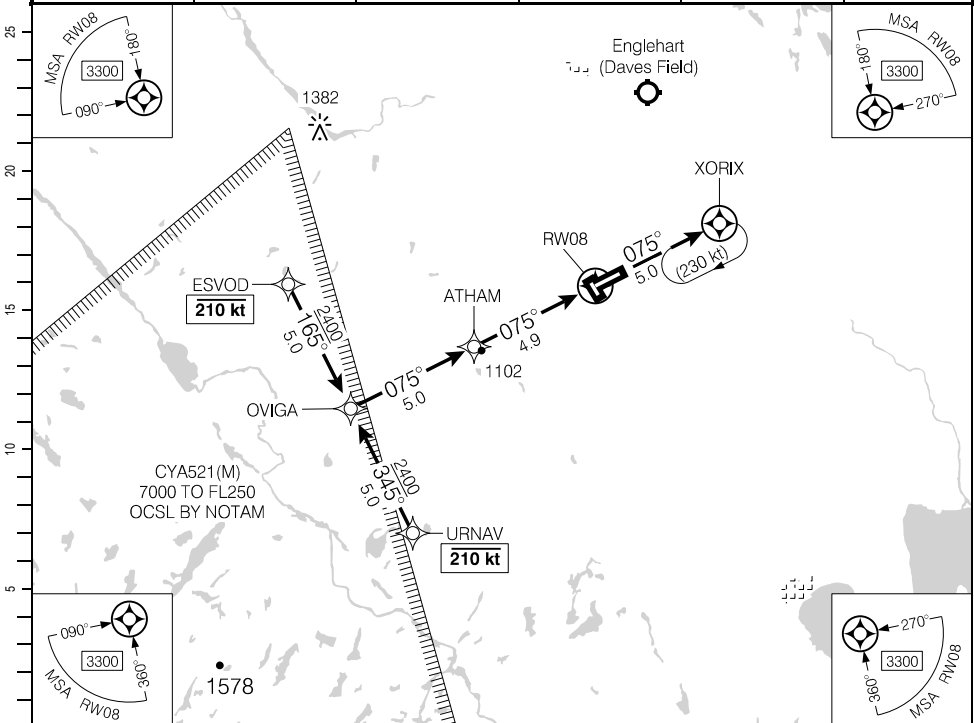 25
20
15
10
5
MSA RW08
180°
3300
090°
MSA RW08
180°
3300
270°
1382
Englehart
(Daves Field)
XORIX
RW08
075°
5.0
(230 kt)
ESVOD
210 kt
2400
165°
5.0
ATHAM
075°
4.9
1102
075°
5.0
OVIGA
CYA521(M)
7000 TO FL250
OCSL BY NOTAM
2400
345°
5.0
URNAV
210 kt
090°
3300
360°
MSA RW08
1578
270°
3300
360°
MSA RW08